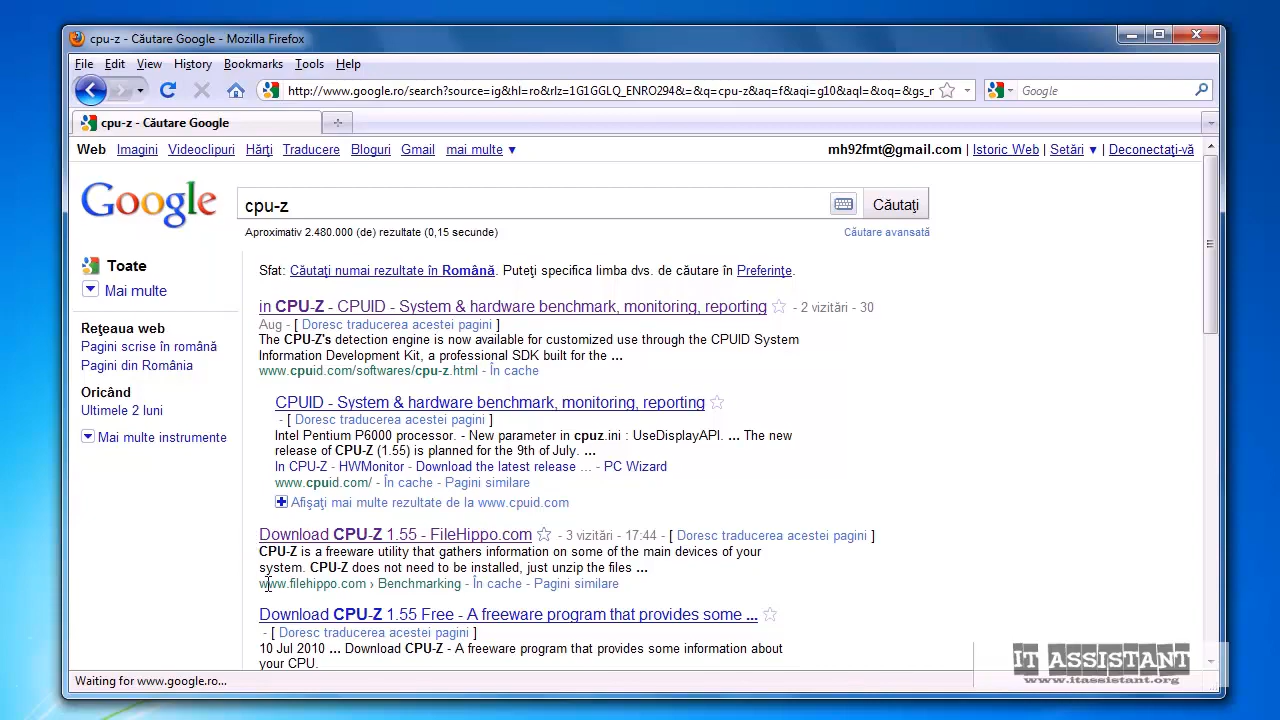 cpu-z - Căutare Google - Mozilla Firefox
File Edit View History Bookmarks Tools Help
http://www.google.ro/search?source=ig&hl=ro&rlz=1G1GGLQ_ENRO294&=&q=cpu-z&aq=f&aqi=g10&aql=&oq=&gs_r
Google
cpu-z - Căutare Google
Web Imagini Videoclipuri Hărţi Traducere Bloguri Gmail mai multe ▼
mh92fmt@gmail.com | Istoric Web | Setări ▼ | Deconectaţi-vă
Google
cpu-z
Căutaţi
Aproximativ 2.480.000 (de) rezultate (0,15 secunde)
Căutare avansată
Toate
Mai multe
Reţeaua web
Pagini scrise în română
Pagini din România
Oricând
Ultimele 2 luni
Mai multe instrumente
Sfat: Căutaţi numai rezultate în Română. Puteţi specifica limba dvs. de căutare în Preferinţe.
in CPU-Z - CPUID - System & hardware benchmark, monitoring, reporting - 2 vizitări - 30
Aug - [ Doresc traducerea acestei pagini ]
The CPU-Z's detection engine is now available for customized use through the CPUID System
Information Development Kit, a professional SDK built for the ...
www.cpuid.com/softwares/cpu-z.html - În cache
CPUID - System & hardware benchmark, monitoring, reporting
- [ Doresc traducerea acestei pagini ]
Intel Pentium P6000 processor. - New parameter in cpuz.ini : UseDisplayAPI. ... The new
release of CPU-Z (1.55) is planned for the 9th of July. ...
In CPU-Z - HWMonitor - Download the latest release ... - PC Wizard
www.cpuid.com/ - În cache - Pagini similare
Afişaţi mai multe rezultate de la www.cpuid.com
Download CPU-Z 1.55 - FileHippo.com - 3 vizitări - 17:44 - [ Doresc traducerea acestei pagini ]
CPU-Z is a freeware utility that gathers information on some of the main devices of your
system. CPU-Z does not need to be installed, just unzip the files ...
www.filehippo.com › Benchmarking - În cache - Pagini similare
Download CPU-Z 1.55 Free - A freeware program that provides some ...
- [ Doresc traducerea acestei pagini ]
10 Jul 2010 ... Download CPU-Z - A freeware program that provides some information about
your CPU.
Waiting for www.google.ro...
IT ASSISTANT
www.itassistant.org